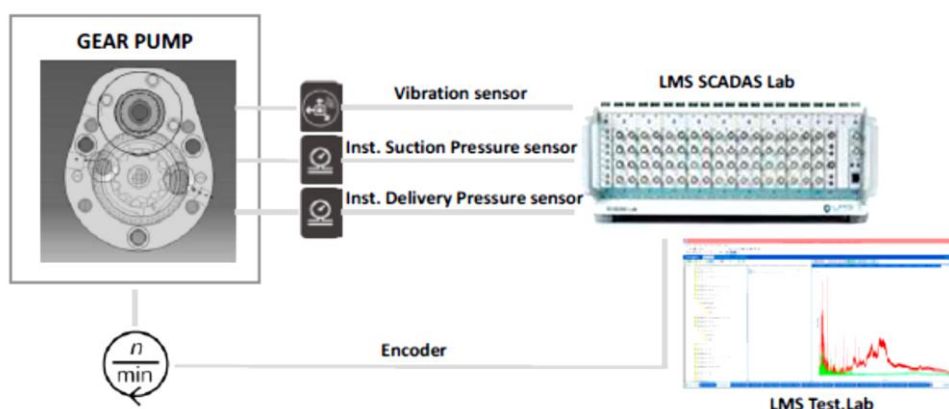 GEAR PUMP
LMS SCADAS Lab
Vibration sensor
Inst. Suction Pressure sensor
Inst. Delivery Pressure sensor
Encoder
n
min
LMS Test.Lab